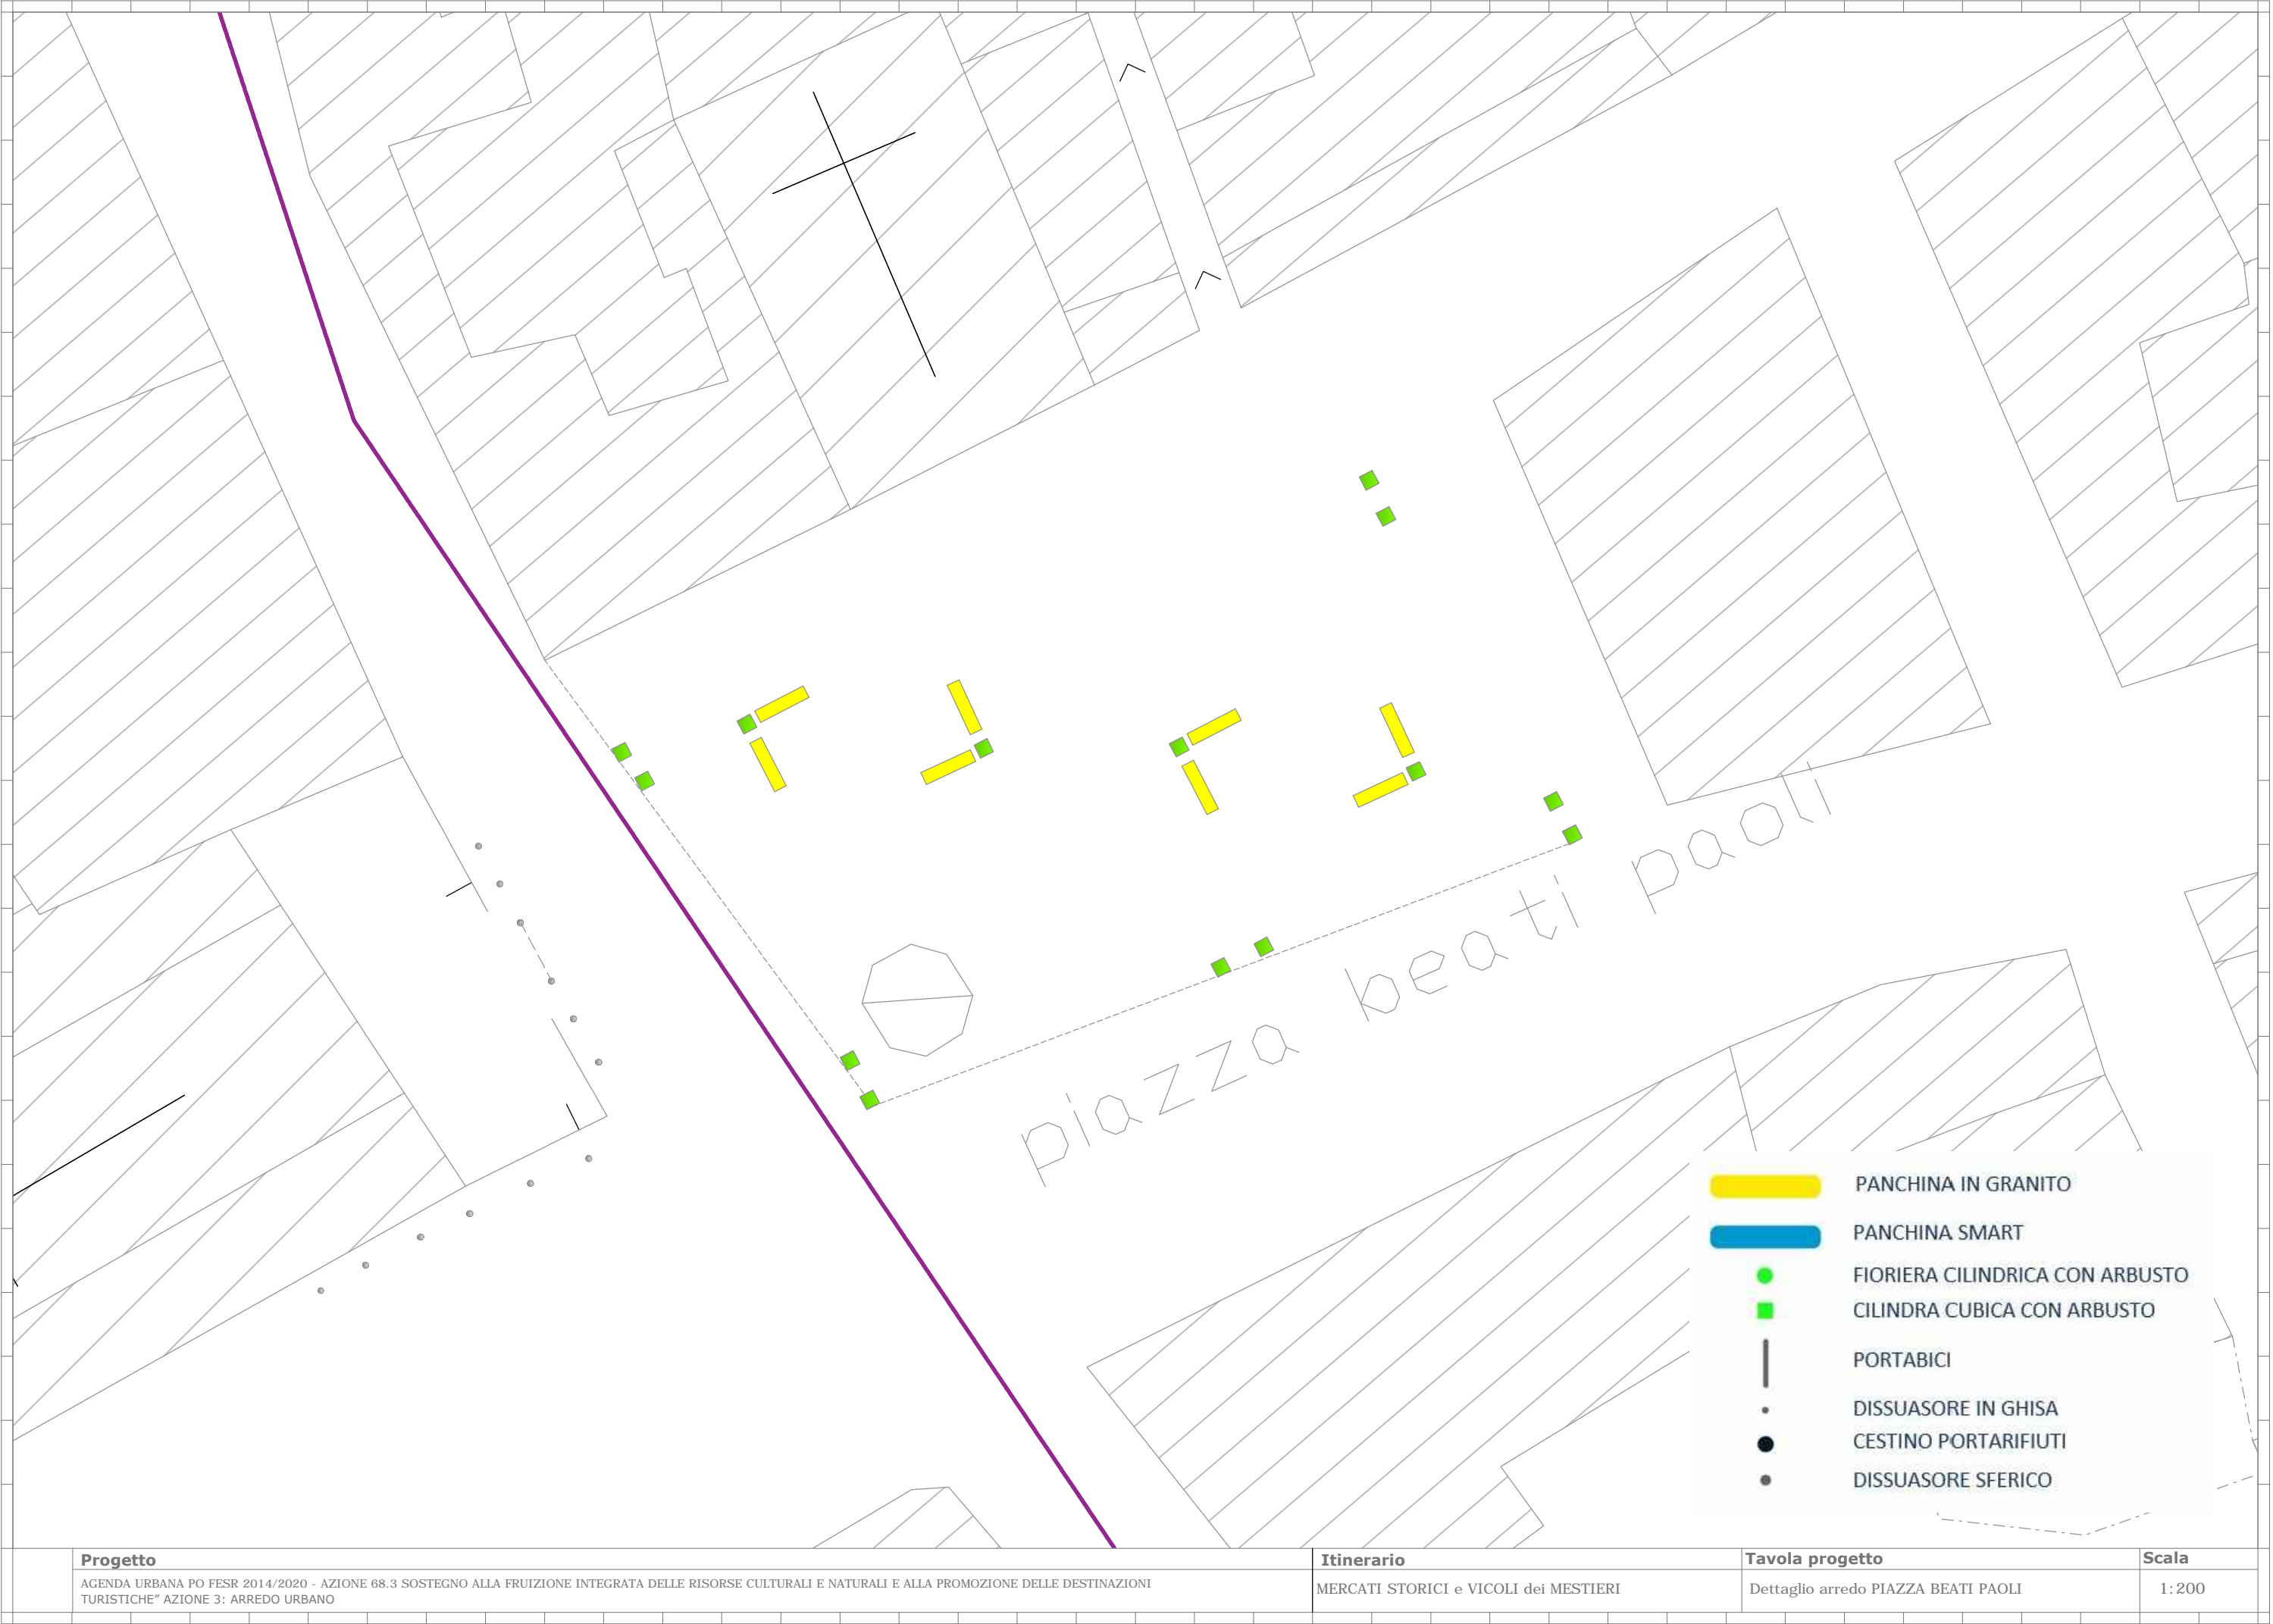 piazza beati paoli
PANCHINA IN GRANITO
PANCHINA SMART
FIORIERA CILINDRICA CON ARBUSTO
CILINDRA CUBICA CON ARBUSTO
PORTABICI
DISSUASORE IN GHISA
CESTINO PORTARIFIUTI
DISSUASORE SFERICO
Progetto
AGENDA URBANA PO FESR 2014/2020 - AZIONE 68.3 SOSTEGNO ALLA FRUIZIONE INTEGRATA DELLE RISORSE CULTURALI E NATURALI E ALLA PROMOZIONE DELLE DESTINAZIONI
TURISTICHE” AZIONE 3: ARREDO URBANO
Itinerario
MERCATI STORICI e VICOLI dei MESTIERI
Tavola progetto
Dettaglio arredo PIAZZA BEATI PAOLI
Scala
1:200